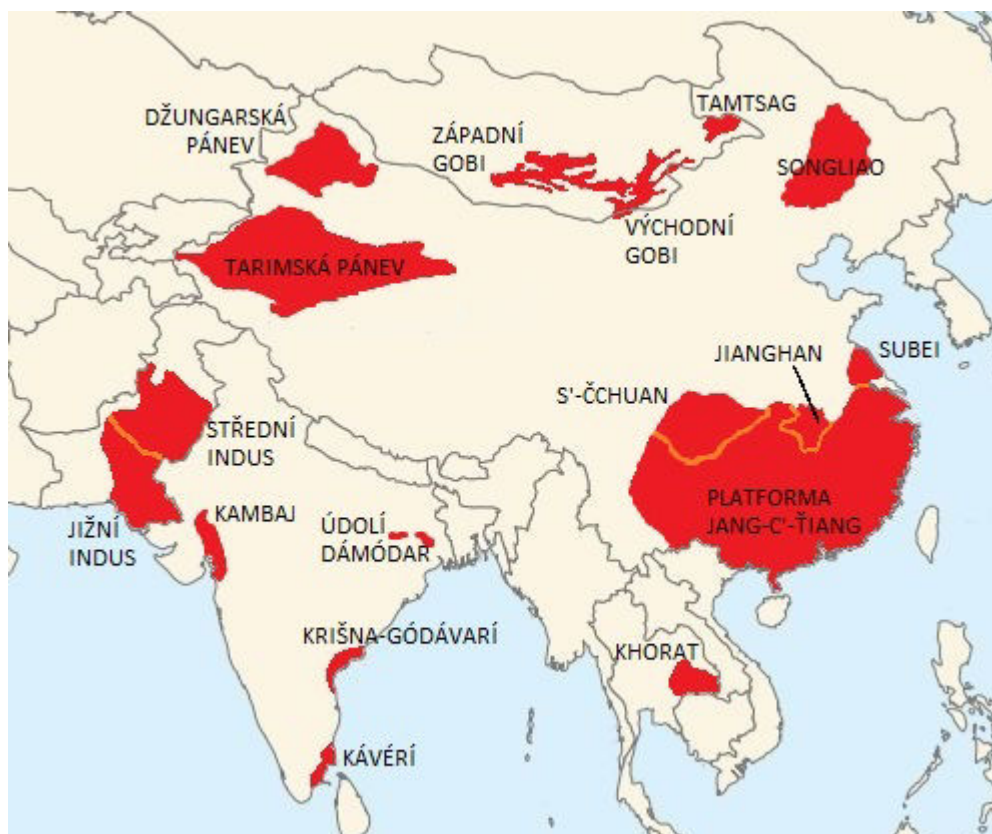 DŽUNGARSKÁ
PÁNEV
ZÁPADNÍ
GOBI
TAMTSAG
SONGLIAO
VÝCHODNÍ
GOBI
TARIMSKÁ PÁNEV
JIANGHAN
SUBEI
S'-ČCHUAN
STŘEDNÍ
INDUS
PLATFORMA
JANG-C'-ŤIANG
JIŽNÍ
INDUS
KAMBAJ
ÚDOLÍ
DÁMÓDAR
KRIŠNA-GÓDÁVARÍ
KHORAT
KÁVÉRÍ